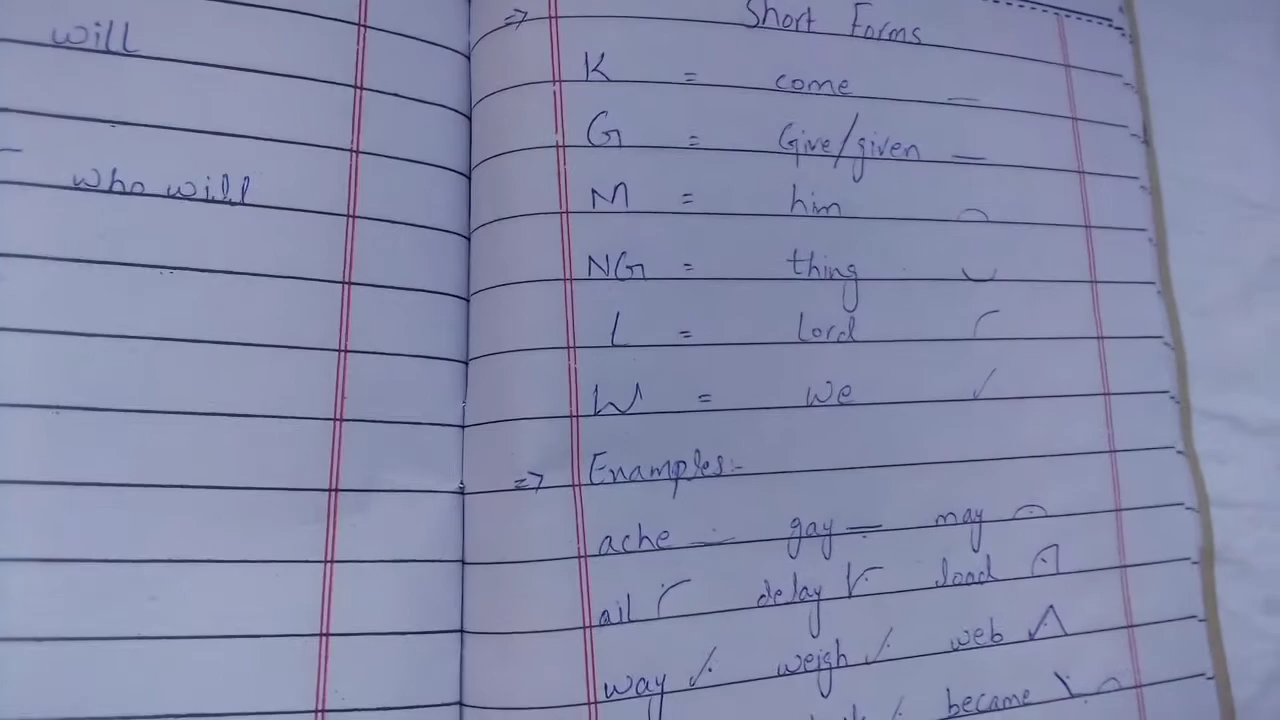 will
who will
⇒ Short Forms
K = come
G = Give/given
M = him
NG = thing
L = Lord
W = we
⇒ Enamples:-
ache gay may
ail delay load
way weigh web
became